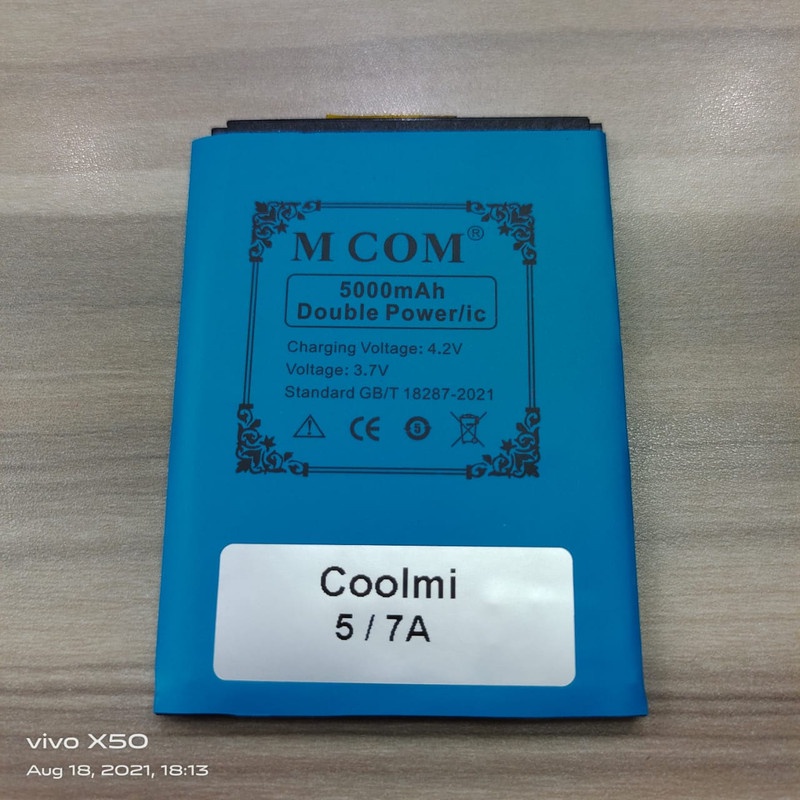 M COM®
5000mAh
Double Power/ic
Charging Voltage: 4.2V
Voltage: 3.7V
Standard GB/T 18287-2021
CE 5
Coolmi
5 / 7A
vivo X50
Aug 18, 2021, 18:13